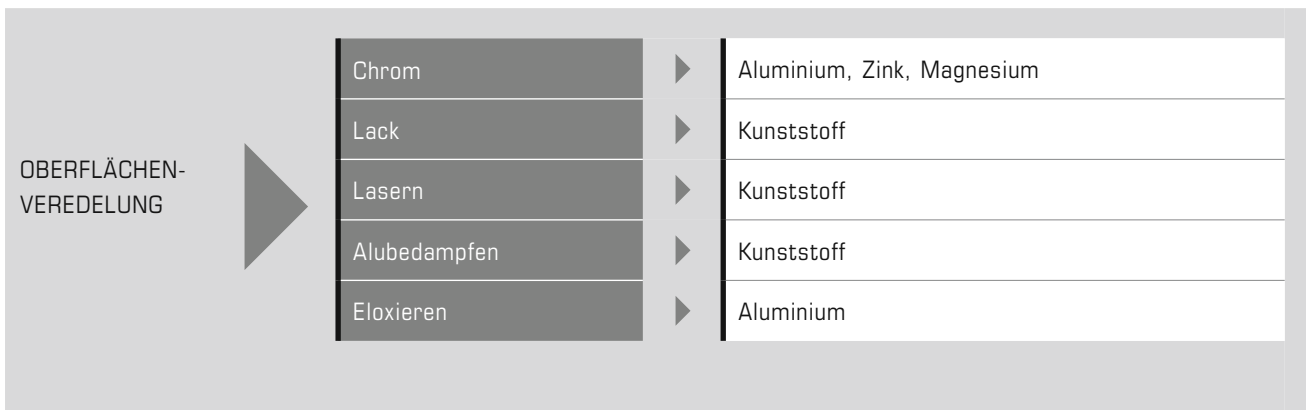 OBERFLÄCHEN-
VEREDELUNG
Chrom
Aluminium, Zink, Magnesium
Lack
Kunststoff
Lasern
Kunststoff
Alubedampfen
Kunststoff
Eloxieren
Aluminium